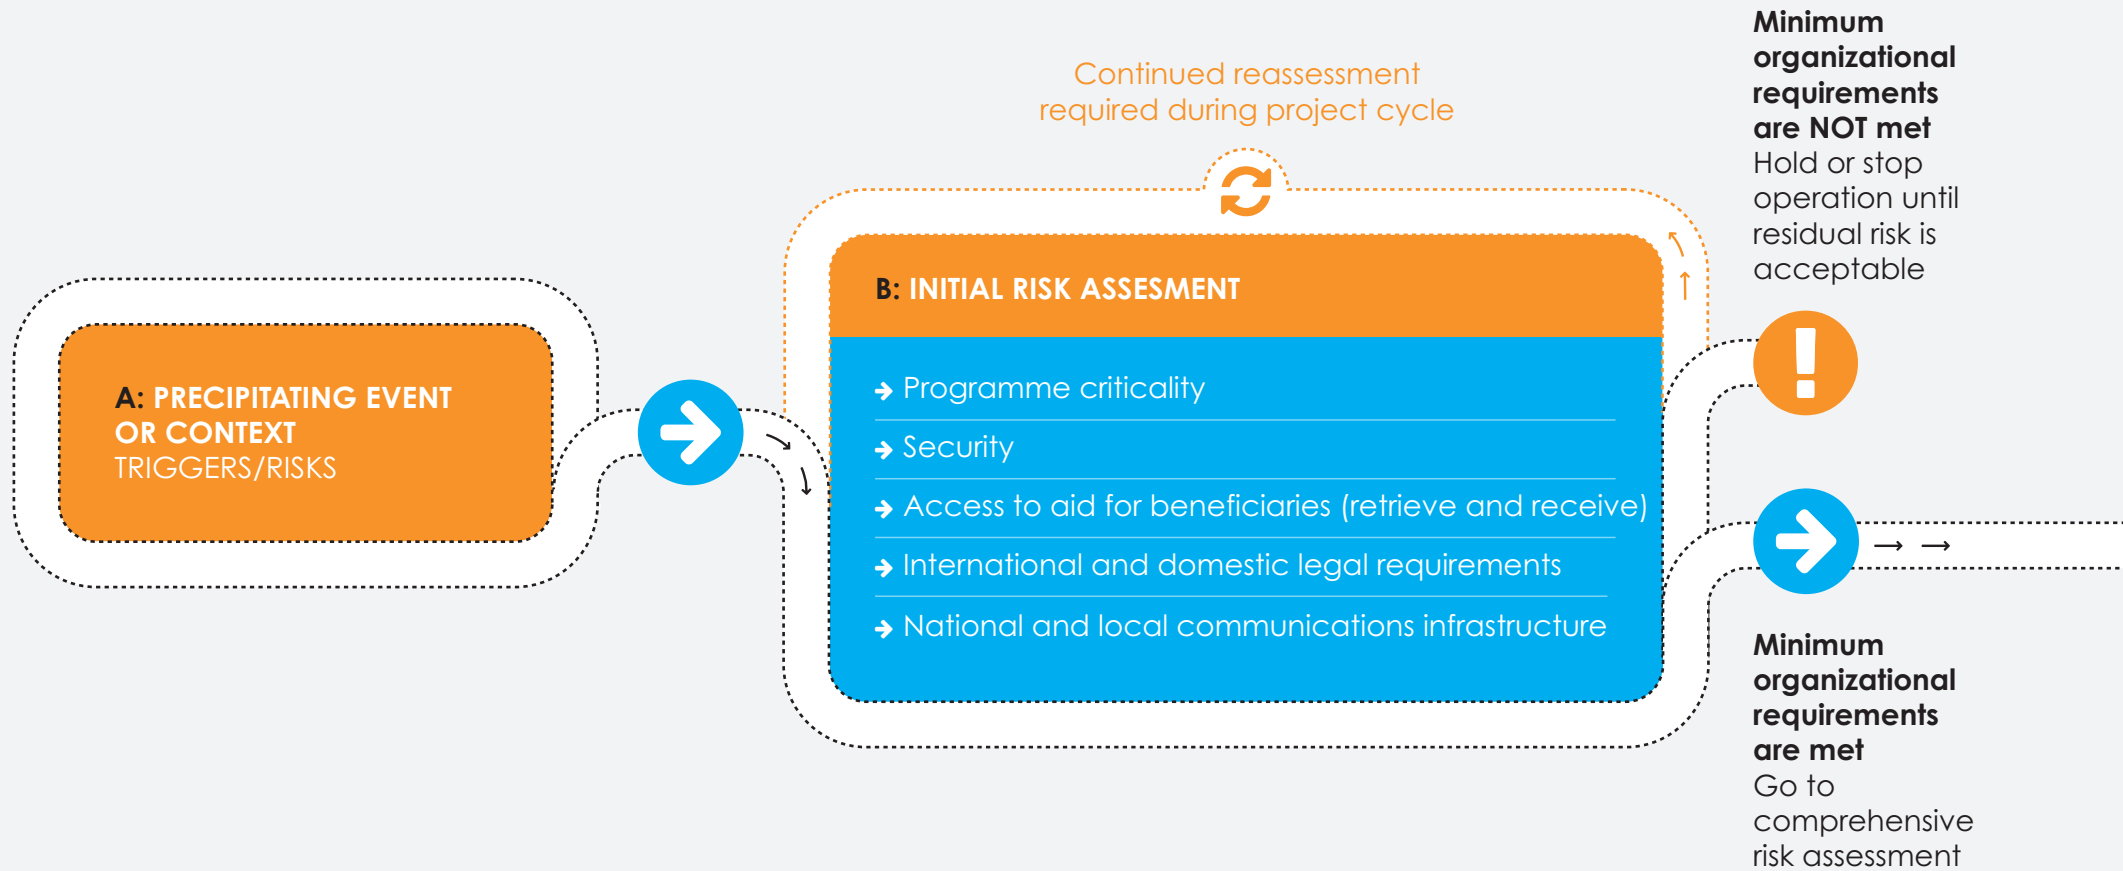 A: PRECIPITATING EVENT
OR CONTEXT
TRIGGERS/RISKS
Continued reassessment
required during project cycle
B: INITIAL RISK ASSESMENT
Programme criticality
Security
Access to aid for beneficiaries (retrieve and receive)
International and domestic legal requirements
National and local communications infrastructure
Minimum
organizational
requirements
are NOT met
Hold or stop
operation until
residual risk is
acceptable
Minimum
organizational
requirements
are met
Go to
comprehensive
risk assessment